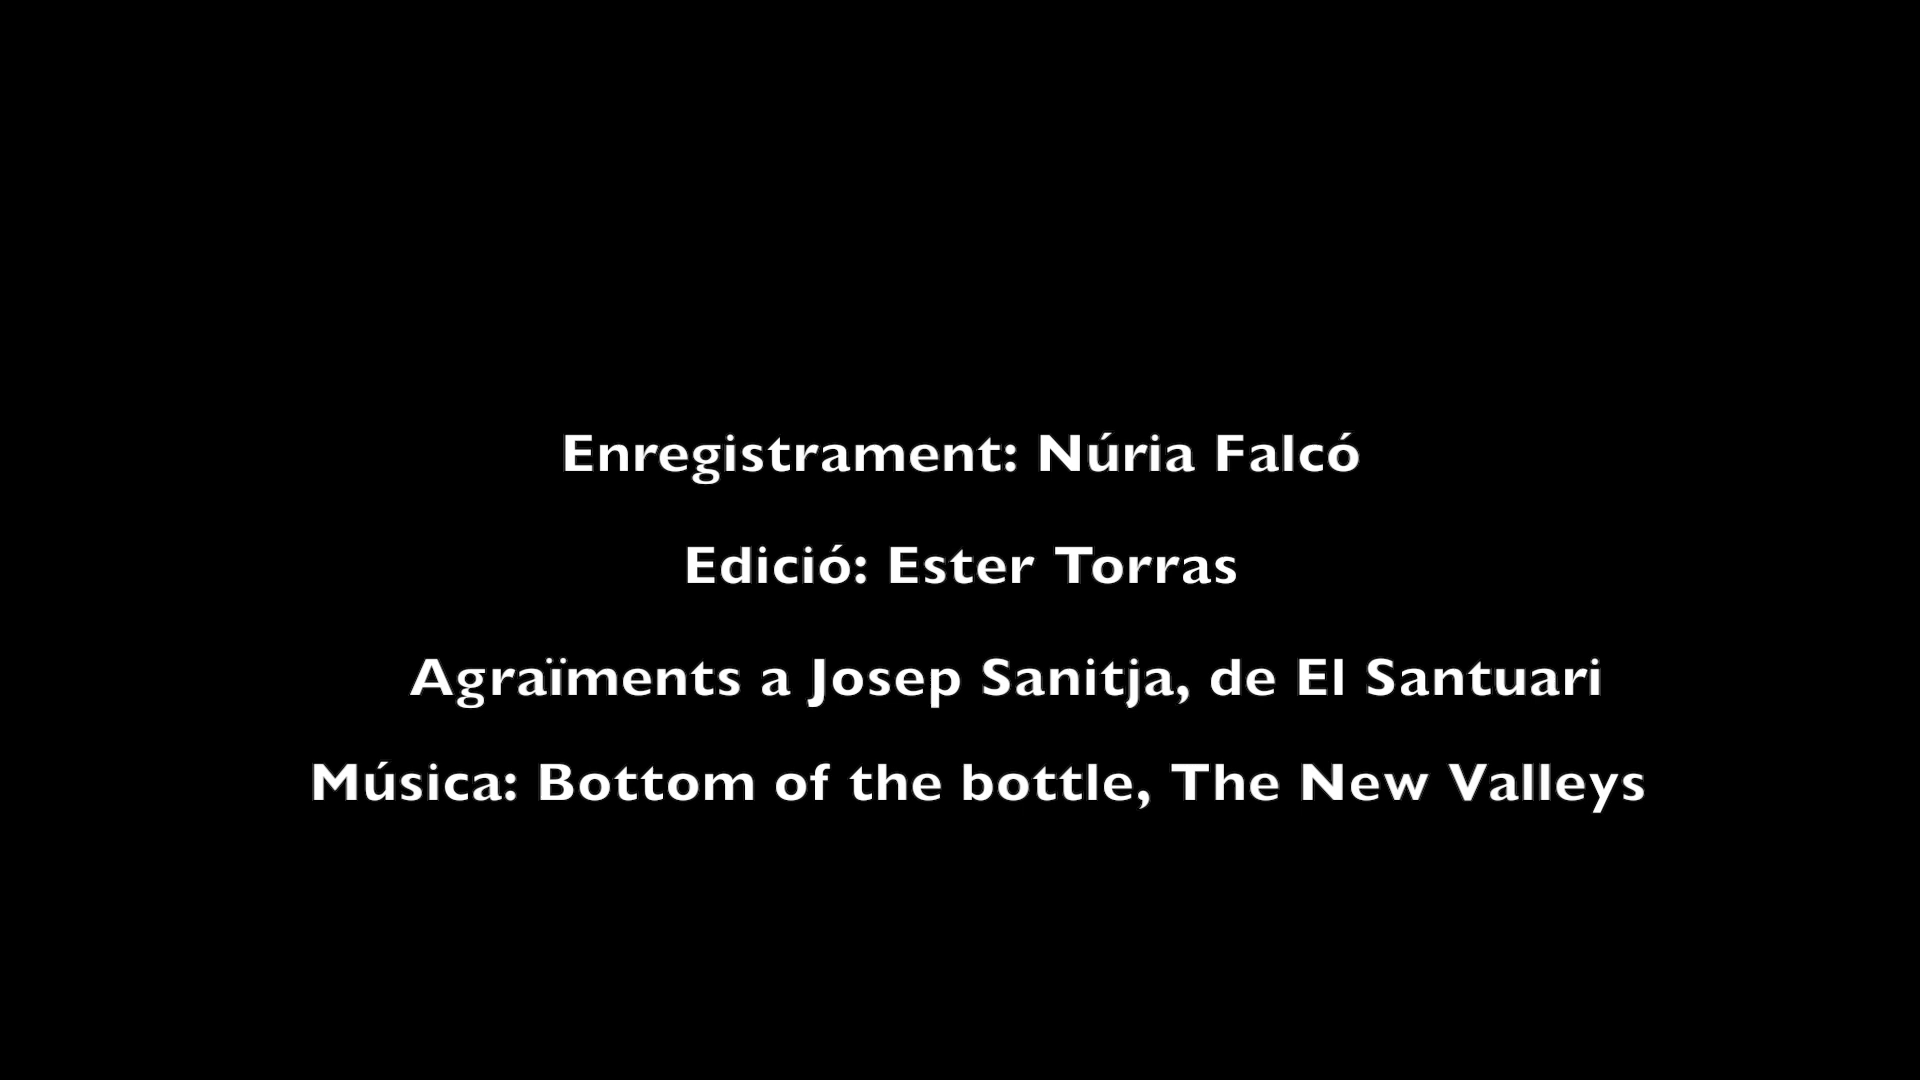 Enregistrament: Núria Falcó
Edició: Ester Torras
Agraïments a Josep Sanitja, de El Santuari
Música: Bottom of the bottle, The New Valleys